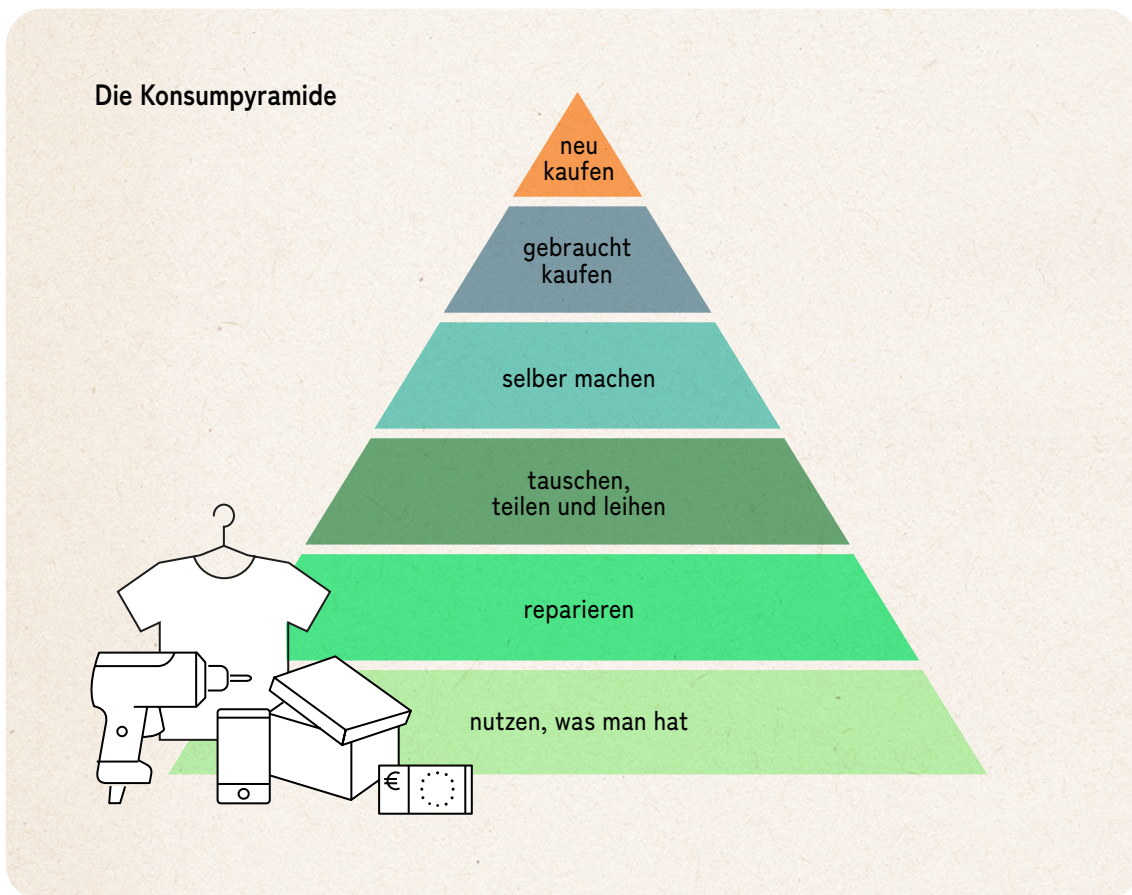 Die Konsumpyramide
neu
kaufen
gebraucht
kaufen
selber machen
tauschen,
teilen und leihen
reparieren
nutzen, was man hat
€